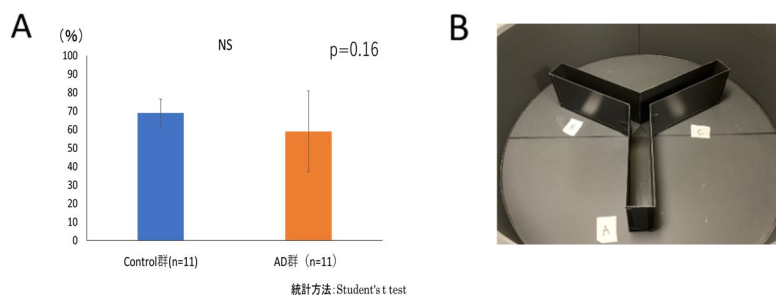 A
(%)
NS
p=0.16
100
90
80
70
60
50
40
30
20
10
0
Control群(n=11)
AD群（n=11）
統計方法:Student's t test
B
C
A